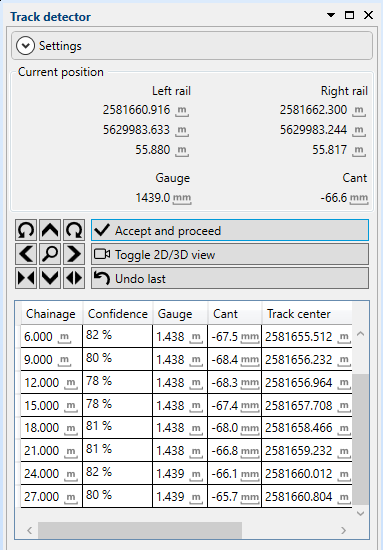 Track detector
Settings
Current position
Left rail Right rail
2581660.916 m 2581662.300 m
5629983.633 m 5629983.244 m
55.880 m 55.817 m
Gauge Cant
1439.0 mm -66.6 mm
Accept and proceed
Toggle 2D/3D view
Undo last
Chainage Confidence Gauge Cant Track center
6.000 m 82 % 1.438 m -67.5 mm 2581655.512 m
9.000 m 80 % 1.438 m -68.4 mm 2581656.232 m
12.000 m 78 % 1.438 m -68.3 mm 2581656.964 m
15.000 m 78 % 1.438 m -67.4 mm 2581657.708 m
18.000 m 81 % 1.438 m -68.0 mm 2581658.466 m
21.000 m 81 % 1.438 m -66.8 mm 2581659.232 m
24.000 m 82 % 1.439 m -66.1 mm 2581660.012 m
27.000 m 80 % 1.439 m -65.7 mm 2581660.804 m